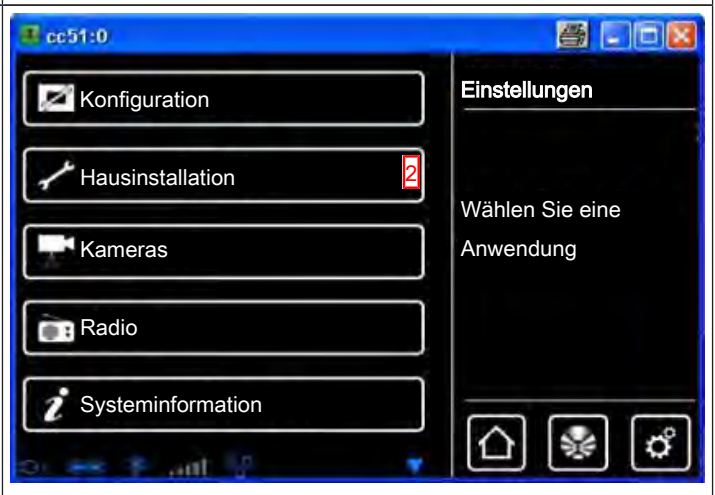 cc51:0
Konfiguration
Hausinstallation 2
Kameras
Radio
Systeminformation
Einstellungen
Wählen Sie eine
Anwendung